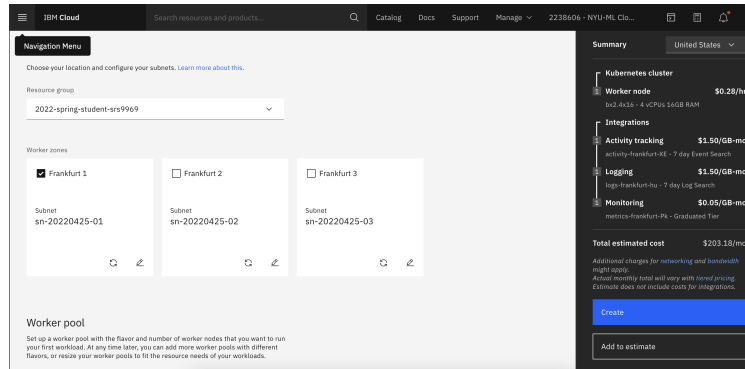 IBM Cloud
Search resources and products...
Catalog
Docs
Support
Manage
2238606 - NYU-ML Clo...
Navigation Menu
Choose your location and configure your subnets. Learn more about this.
Resource group
2022-spring-student-srs9969
Worker zones
Frankfurt 1
Frankfurt 2
Frankfurt 3
Subnet
sn-20220425-01
Subnet
sn-20220425-02
Subnet
sn-20220425-03
Worker pool
Set up a worker pool with the flavor and number of worker nodes that you want to run
your first workload. At any time later, you can add more worker pools with different
flavors, or resize your worker pools to fit the resource needs of your workloads.
Summary
United States
Kubernetes cluster
1 Worker node $0.28/hr
bx2.4x16 - 4 vCPUs 16GB RAM
Integrations
1 Activity tracking $1.50/GB-mo
activity-frankfurt-XE - 7 day Event Search
1 Logging $1.50/GB-mo
logs-frankfurt-hu - 7 day Log Search
1 Monitoring $0.05/GB-mo
metrics-frankfurt-Pk - Graduated Tier
Total estimated cost $203.18/mo
Additional charges for networking and bandwidth
might apply.
Actual monthly total will vary with tiered pricing.
Estimate does not include costs for integrations.
Create
Add to estimate